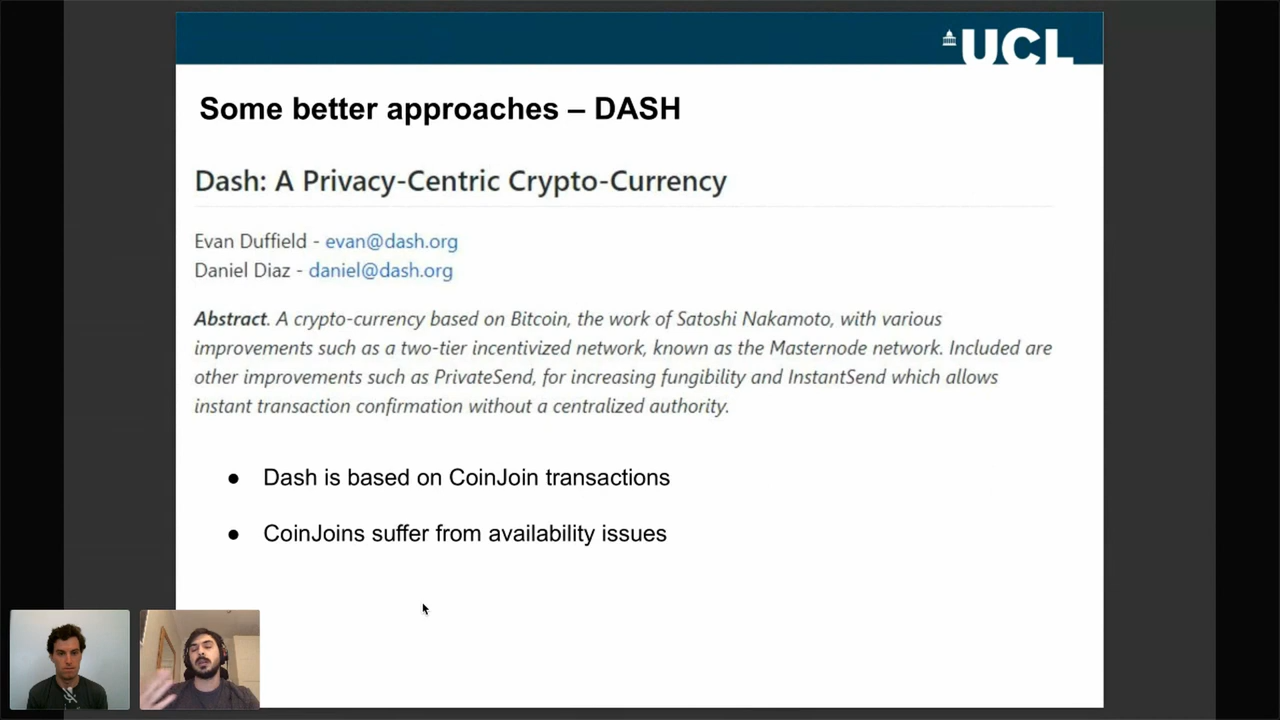 UCL
Some better approaches – DASH
Dash: A Privacy-Centric Crypto-Currency
Evan Duffield - evan@dash.org
Daniel Diaz - daniel@dash.org
Abstract. A crypto-currency based on Bitcoin, the work of Satoshi Nakamoto, with various
improvements such as a two-tier incentivized network, known as the Masternode network. Included are
other improvements such as PrivateSend, for increasing fungibility and InstantSend which allows
instant transaction confirmation without a centralized authority.
● Dash is based on CoinJoin transactions
● CoinJoins suffer from availability issues